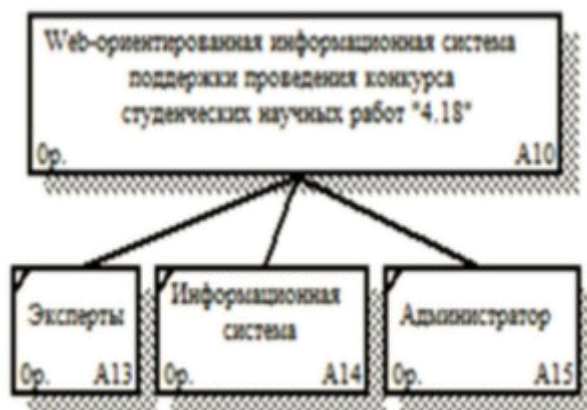 Web-ориентированная информационная система
поддержки проведения конкурса
студенческих научных работ "4.18"
0р. A10
Эксперты
0р. A13
Информационная
система
0р. A14
Администратор
0р. A15